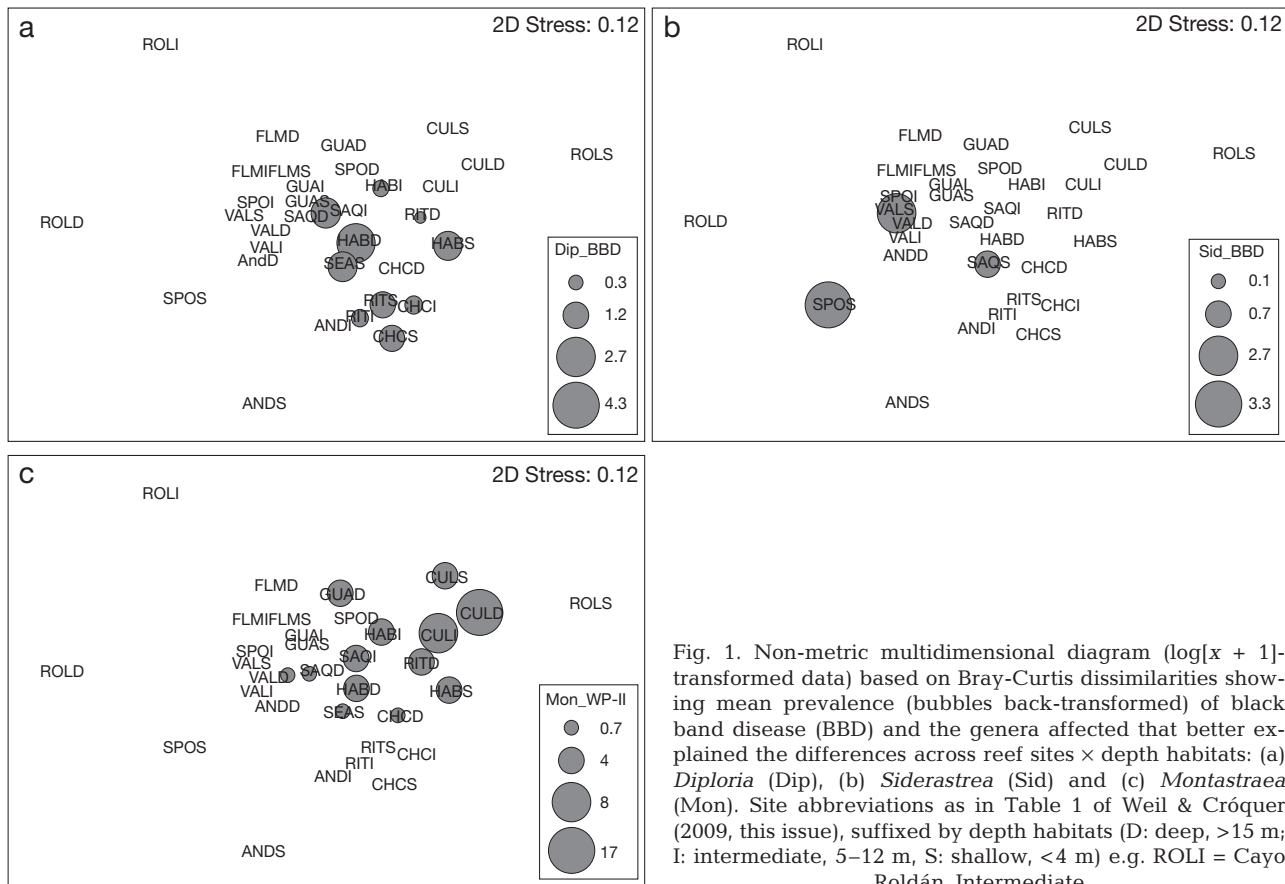 a
2D Stress: 0.12
ROLI
CULS
FLMD
GUAD
ROLS
SPOD
CULD
FLMIFLMS
GUAI
HABI
CULI
SPOI
GUAS
SAQI
VALS
SAQD
RITD
ROLD
VALD
HABD
HABS
VALI
AndD
SEAS
CHCD
SPOS
RITS
CHCI
RITI
ANDI
CHCS
ANDS
Dip_BBD
0.3
1.2
2.7
4.3
b
2D Stress: 0.12
ROLI
CULS
FLMD
GUAD
ROLS
SPOD
CULD
FLMIFLMS
GUAI
HABI
CULI
SPOI
GUAS
VALS
SAQI
RITD
ROLD
VALD
SAQD
VALI
HABD
HABS
ANDD
SAQS
CHCD
SPOS
RITS
CHCI
RITI
ANDI
CHCS
ANDS
Sid_BBD
0.1
0.7
2.7
3.3
c
2D Stress: 0.12
ROLI
CULS
FLMD
GUAD
ROLS
SPOD
CULD
FLMIFLMS
GUAI
HABI
CULI
SPOI
GUAS
SAQI
VALS
SAQD
RITD
ROLD
VALD
HABD
HABS
VALI
ANDD
SEAS
CHCD
SPOS
RITS
CHCI
RITI
ANDI
CHCS
ANDS
Mon_WP-II
0.7
4
8
17
Fig. 1. Non-metric multidimensional diagram (log[x + 1]-
transformed data) based on Bray-Curtis dissimilarities show-
ing mean prevalence (bubbles back-transformed) of black
band disease (BBD) and the genera affected that better ex-
plained the differences across reef sites × depth habitats: (a)
Diploria (Dip), (b) Siderastrea (Sid) and (c) Montastraea
(Mon). Site abbreviations as in Table 1 of Weil & Cróquer
(2009, this issue), suffixed by depth habitats (D: deep, >15 m;
I: intermediate, 5–12 m, S: shallow, <4 m) e.g. ROLI = Cayo
Roldán, Intermediate